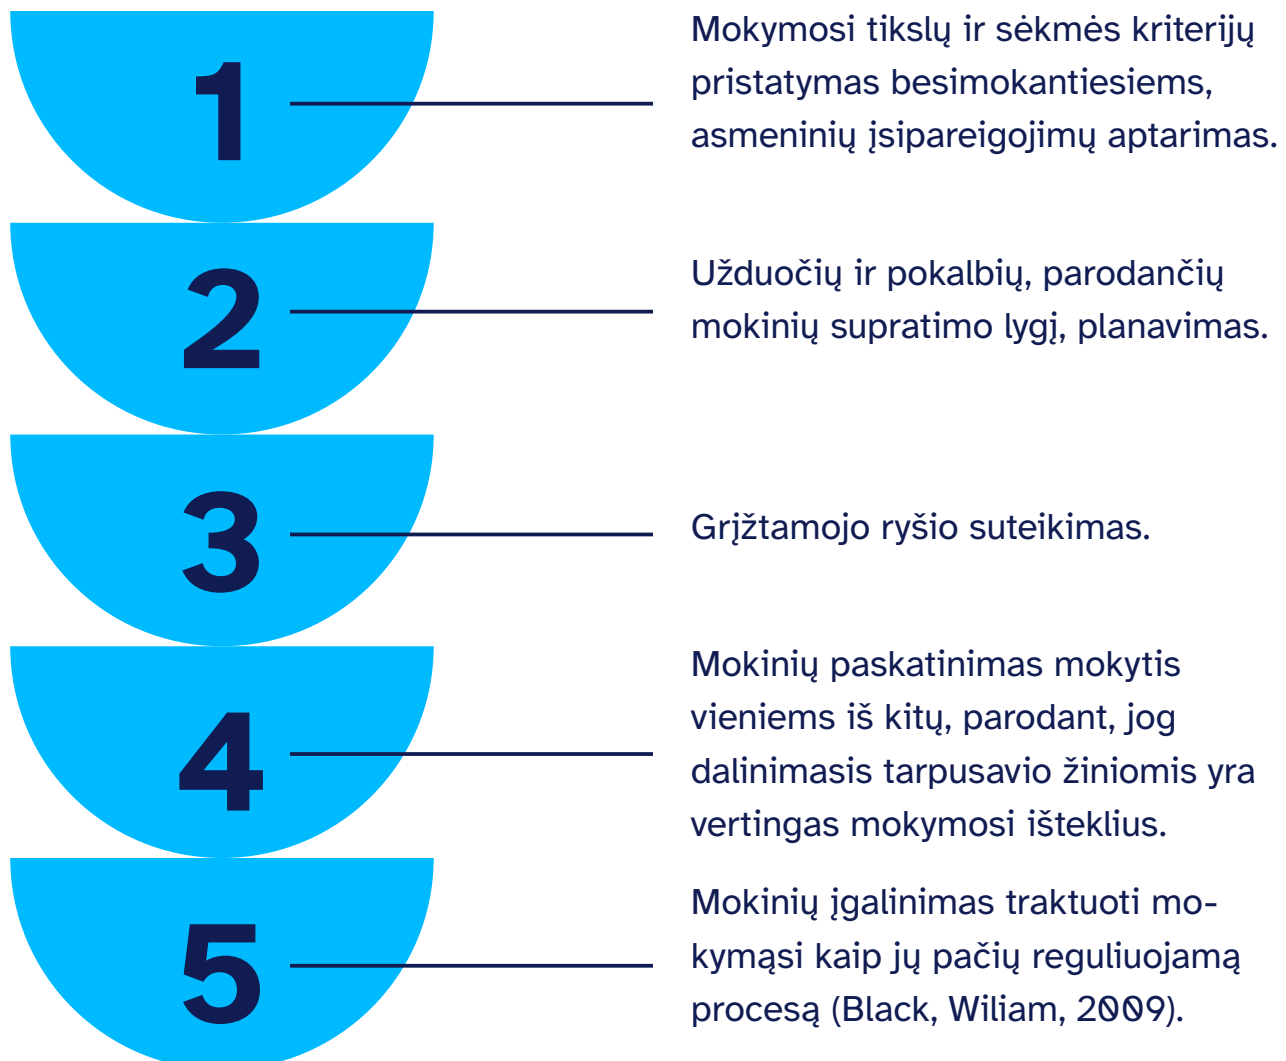 1
Mokymosi tikslų ir sėkmės kriterijų
pristatymas besimokantiesiems,
asmeninių įsipareigojimų aptarimas.
2
Užduočių ir pokalbių, parodančių
mokinių supratimo lygį, planavimas.
3
Grįžtamojo ryšio suteikimas.
4
Mokinių paskatinimas mokytis
vieniems iš kitų, parodant, jog
dalinimasis tarpusavio žiniomis yra
vertingas mokymosi išteklius.
5
Mokinių įgalinimas traktuoti mo-
kymąsi kaip jų pačių reguliuojamą
procesą (Black, Wiliam, 2009).